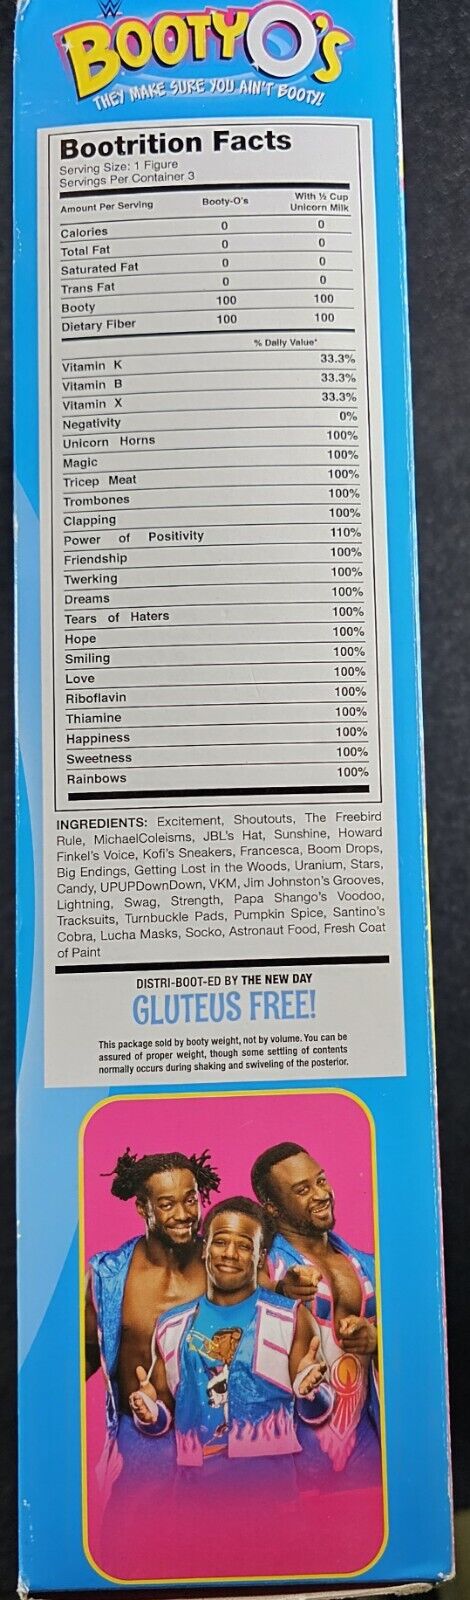 W
BOOTY O'S
THEY MAKE SURE YOU AIN'T BOOTY!
Bootrition Facts
Serving Size: 1 Figure
Servings Per Container 3
Amount Per Serving Booty-O's With ½ Cup Unicorn Milk
Calories 0 0
Total Fat 0 0
Saturated Fat 0 0
Trans Fat 0 0
Booty 100 100
Dietary Fiber 100 100
% Daily Value*
Vitamin K 33.3%
Vitamin B 33.3%
Vitamin X 33.3%
Negativity 0%
Unicorn Horns 100%
Magic 100%
Tricep Meat 100%
Trombones 100%
Clapping 100%
Power of Positivity 110%
Friendship 100%
Twerking 100%
Dreams 100%
Tears of Haters 100%
Hope 100%
Smiling 100%
Love 100%
Riboflavin 100%
Thiamine 100%
Happiness 100%
Sweetness 100%
Rainbows 100%
INGREDIENTS: Excitement, Shoutouts, The Freebird
Rule, MichaelColeisms, JBL's Hat, Sunshine, Howard
Finkel's Voice, Kofi's Sneakers, Francesca, Boom Drops,
Big Endings, Getting Lost in the Woods, Uranium, Stars,
Candy, UPUPDownDown, VKM, Jim Johnston's Grooves,
Lightning, Swag, Strength, Papa Shango's Voodoo,
Tracksuits, Turnbuckle Pads, Pumpkin Spice, Santino's
Cobra, Lucha Masks, Socko, Astronaut Food, Fresh Coat
of Paint
DISTRI-BOOT-ED BY THE NEW DAY
GLUTEUS FREE!
This package sold by booty weight, not by volume. You can be
assured of proper weight, though some settling of contents
normally occurs during shaking and swiveling of the posterior.